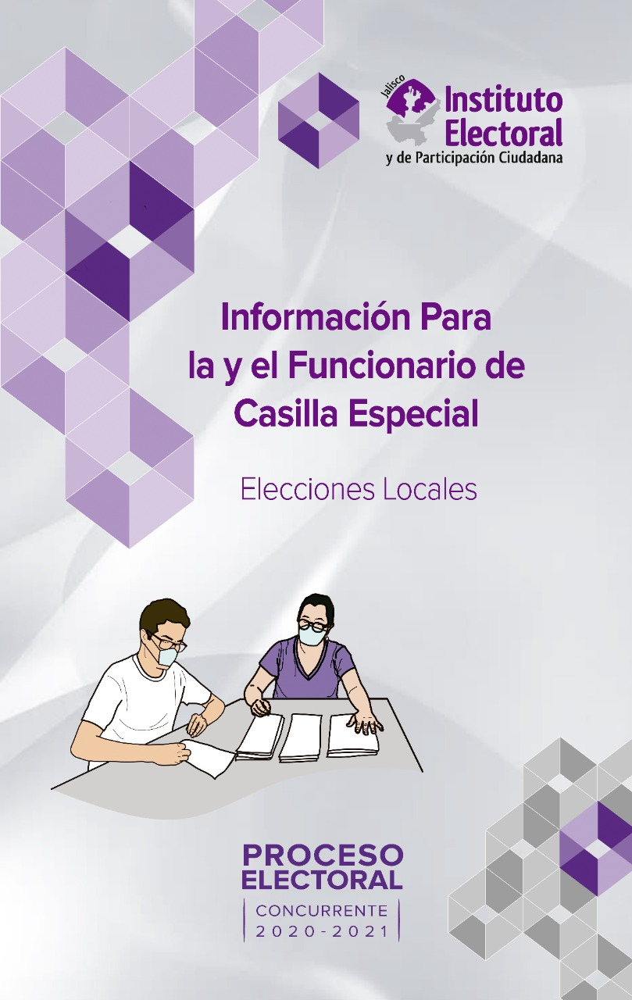 Jalisco
Instituto
Electoral
y de Participación Ciudadana
Información Para
la y el Funcionario de
Casilla Especial
Elecciones Locales
PROCESO
ELECTORAL
CONCURRENTE
2020-2021